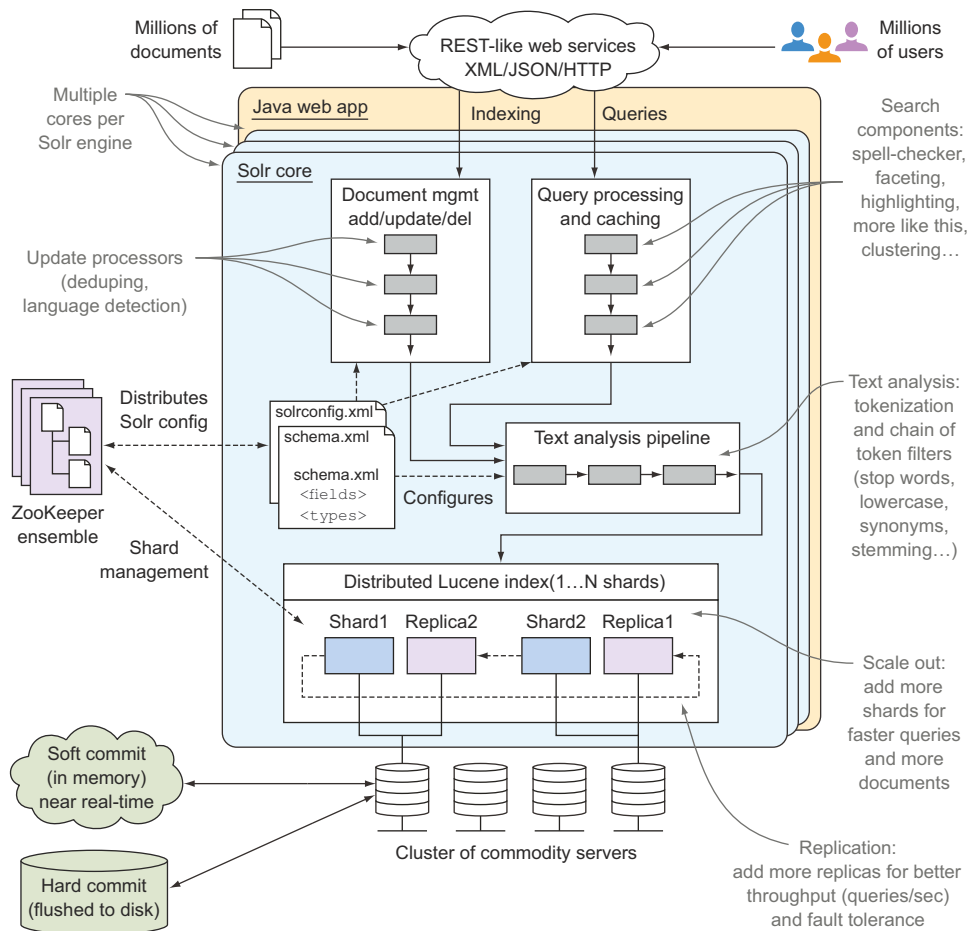 Millions of
documents
REST-like web services
XML/JSON/HTTP
Millions
of users
Multiple
cores per
Solr engine
Java web app
Indexing
Queries
Search
components:
spell-checker,
faceting,
highlighting,
more like this,
clustering…
Solr core
Document mgmt
add/update/del
Query processing
and caching
Update processors
(deduping,
language detection)
Distributes
Solr config
solrconfig.xml
schema.xml
schema.xml
<fields>
<types>
Configures
Text analysis pipeline
Text analysis:
tokenization
and chain of
token filters
(stop words,
lowercase,
synonyms,
stemming…)
ZooKeeper
ensemble
Shard
management
Distributed Lucene index(1…N shards)
Shard1
Replica2
Shard2
Replica1
Scale out:
add more
shards for
faster queries
and more
documents
Soft commit
(in memory)
near real-time
Cluster of commodity servers
Hard commit
(flushed to disk)
Replication:
add more replicas for better
throughput (queries/sec)
and fault tolerance